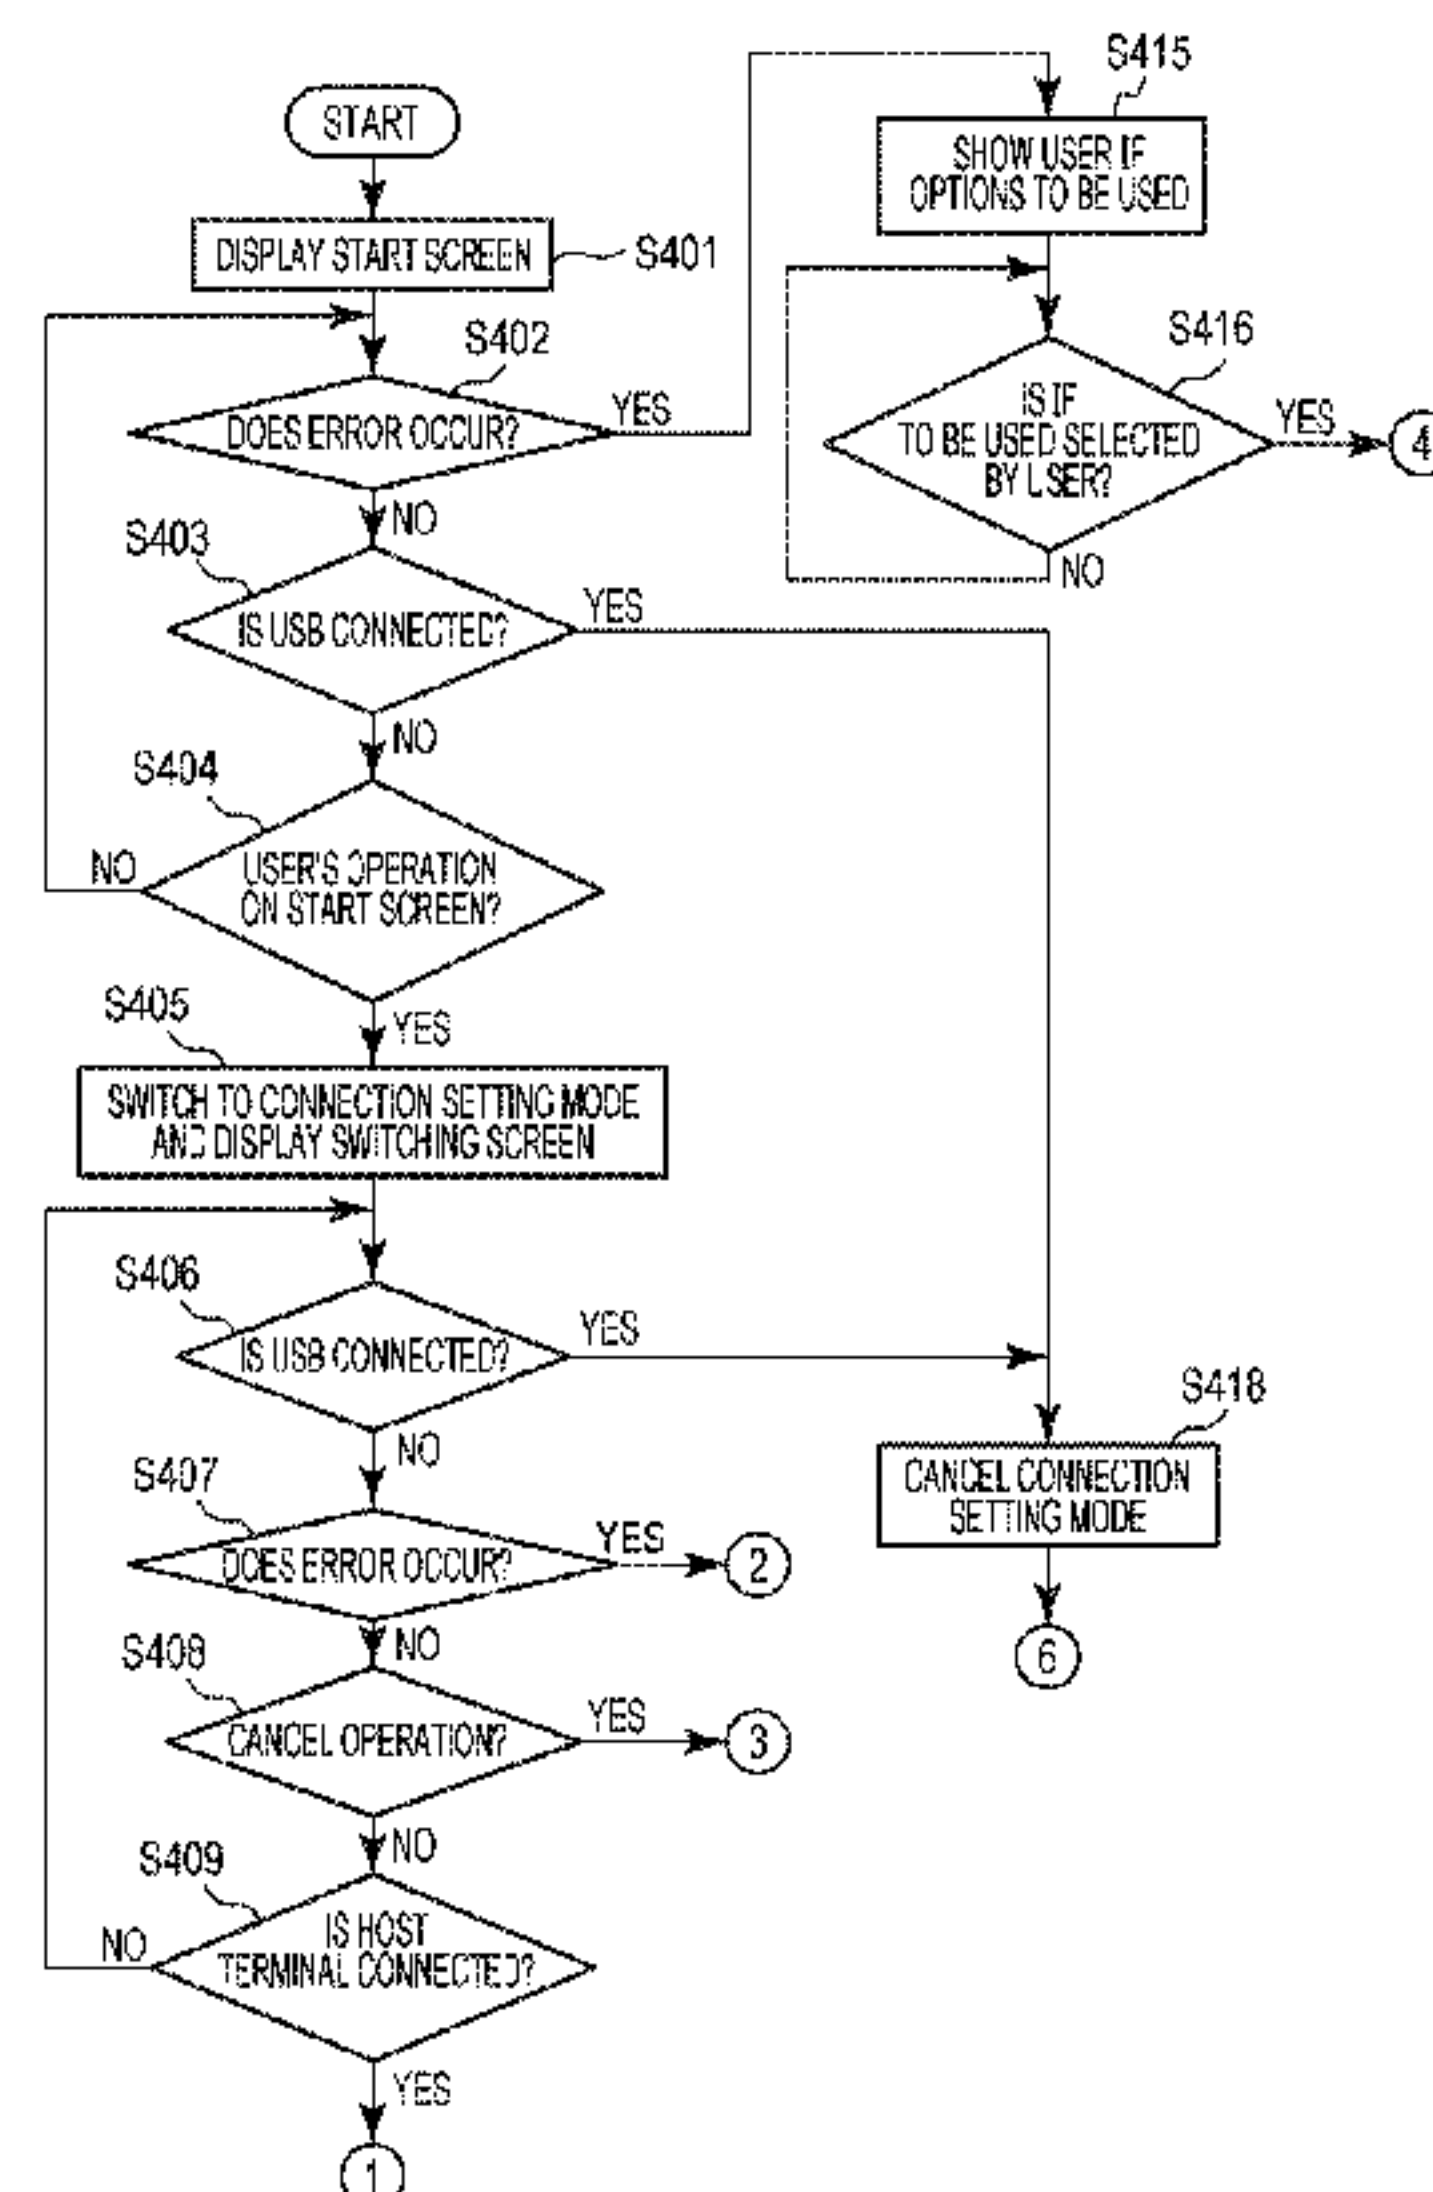 START
DISPLAY START SCREEN
S401
S402
DOES ERROR OCCUR?
YES
NO
S403
IS USB CONNECTED?
YES
NO
S404
USER'S OPERATION
ON START SCREEN?
NO
YES
S405
SWITCH TO CONNECTION SETTING MODE
AND DISPLAY SWITCHING SCREEN
S406
IS USB CONNECTED?
YES
NO
S407
DOES ERROR OCCUR?
YES
2
NO
S408
CANCEL OPERATION?
YES
3
NO
S409
IS HOST
TERMINAL CONNECTED?
NO
YES
1
S415
SHOW USER IF
OPTIONS TO BE USED
S416
IS IF
TO BE USED SELECTED
BY USER?
YES
4
NO
S418
CANCEL CONNECTION
SETTING MODE
6